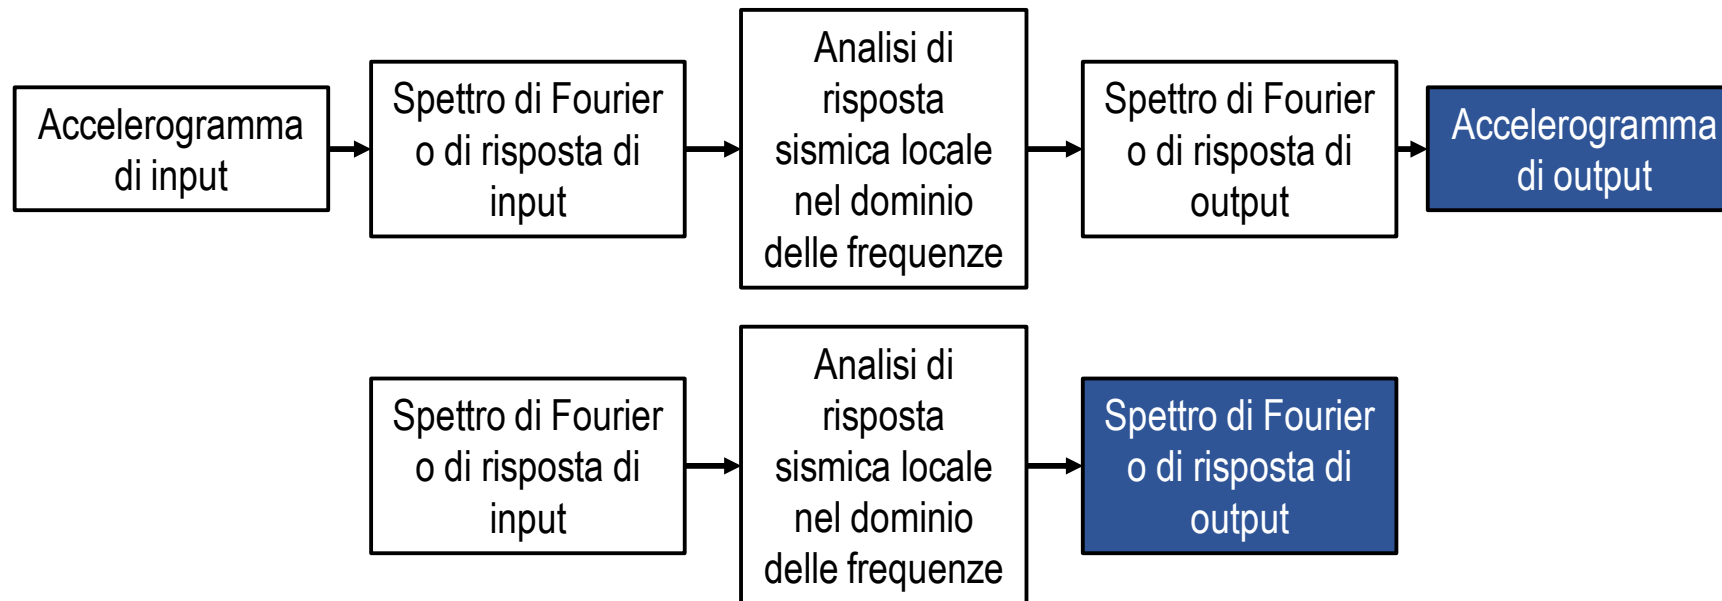 Accelerogramma
di input
Spettro di Fourier
o di risposta di
input
Analisi di
risposta
sismica locale
nel dominio
delle frequenze
Spettro di Fourier
o di risposta di
output
Accelerogramma
di output
Spettro di Fourier
o di risposta di
input
Analisi di
risposta
sismica locale
nel dominio
delle frequenze
Spettro di Fourier
o di risposta di
output